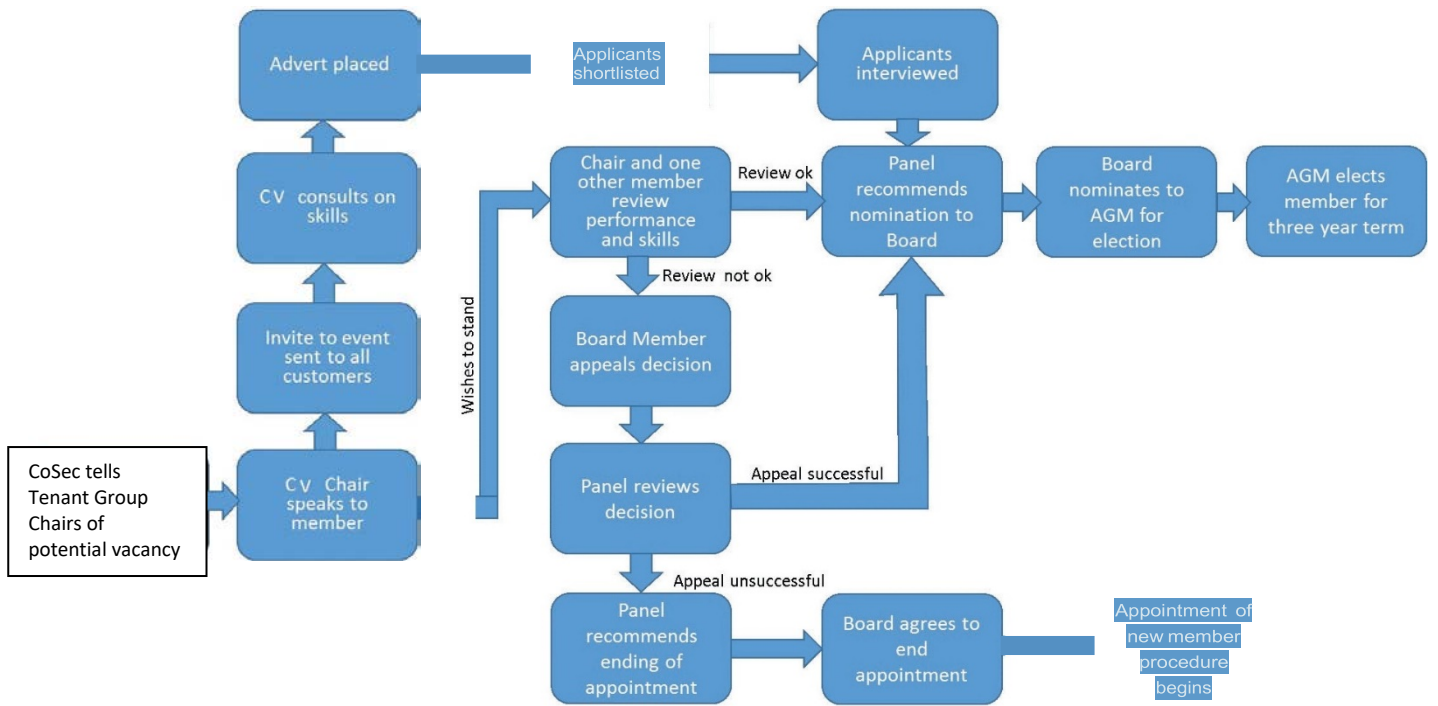 Advert placed
Applicants
shortlisted
Applicants
interviewed
CV consults on
skills
Chair and one
other member
review
performance
and skills
Review ok
Panel
recommends
nomination to
Board
Board
nominates to
AGM for
election
AGM elects
member for
three year term
Review not ok
Wishes to stand
Invite to event
sent to all
customers
Board Member
appeals decision
CoSec tells
Tenant Group
Chairs of
potential vacancy
CV Chair
speaks to
member
Panel reviews
decision
Appeal successful
Appeal unsuccessful
Panel
recommends
ending of
appointment
Board agrees to
end
appointment
Appointment of
new member
procedure
begins